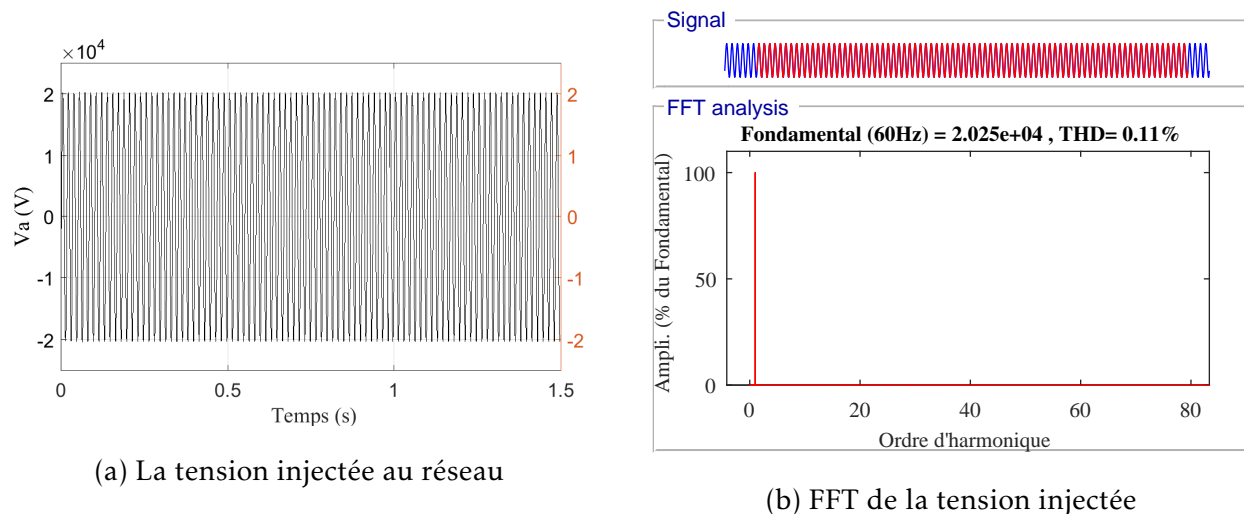 ×10⁴
2
1
0
-1
-2
Va (V)
2
1
0
-1
-2
0 0.5 1 1.5
Temps (s)
(a) La tension injectée au réseau
Signal
FFT analysis
Fondamental (60Hz) = 2.025e+04 , THD= 0.11%
100
50
0
Ampli. (% du Fondamental)
0 20 40 60 80
Ordre d'harmonique
(b) FFT de la tension injectée